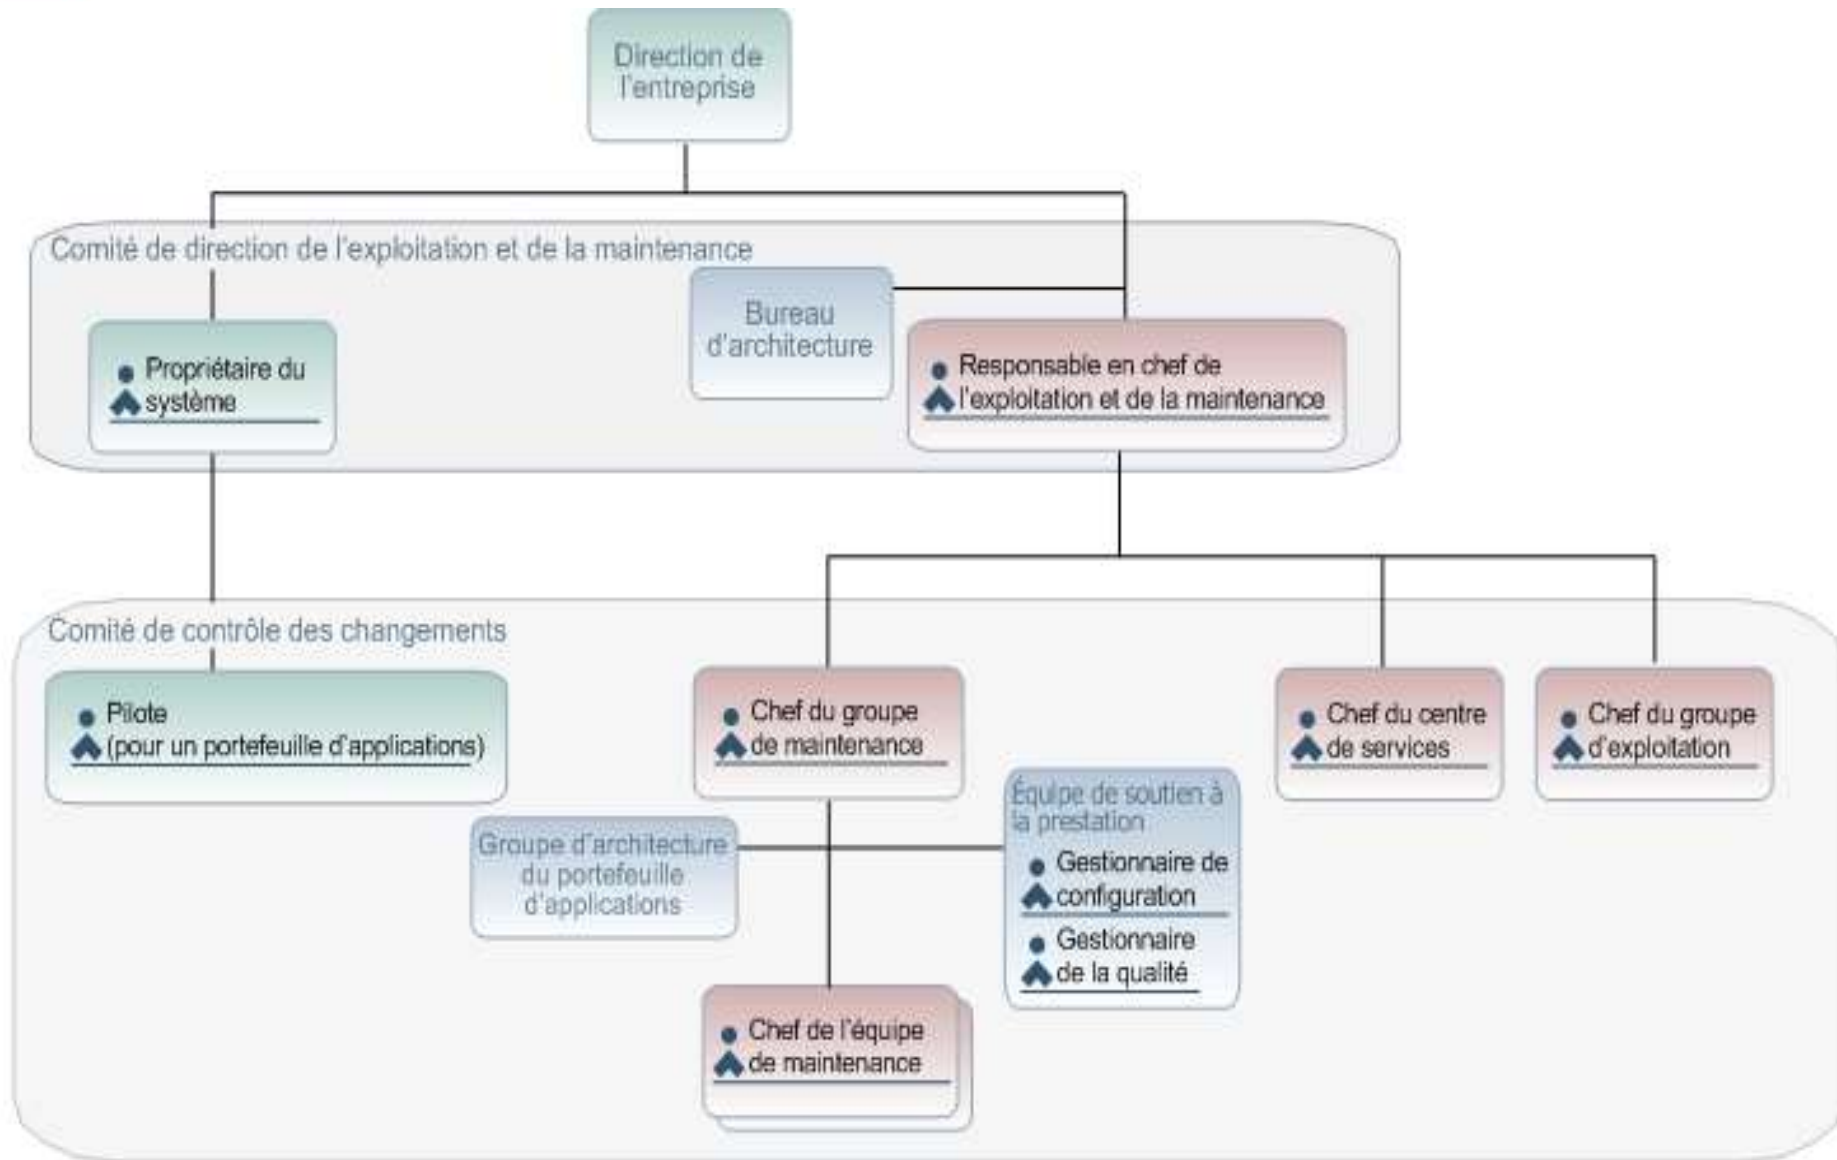 Direction de
l'entreprise
Comité de direction de l'exploitation et de la maintenance
Propriétaire du
système
Bureau
d'architecture
Responsable en chef de
l'exploitation et de la maintenance
Comité de contrôle des changements
Pilote
(pour un portefeuille d'applications)
Chef du groupe
de maintenance
Chef du centre
de services
Chef du groupe
d'exploitation
Groupe d'architecture
du portefeuille
d'applications
Équipe de soutien à
la prestation
Gestionnaire de
configuration
Gestionnaire
de la qualité
Chef de l'équipe
de maintenance